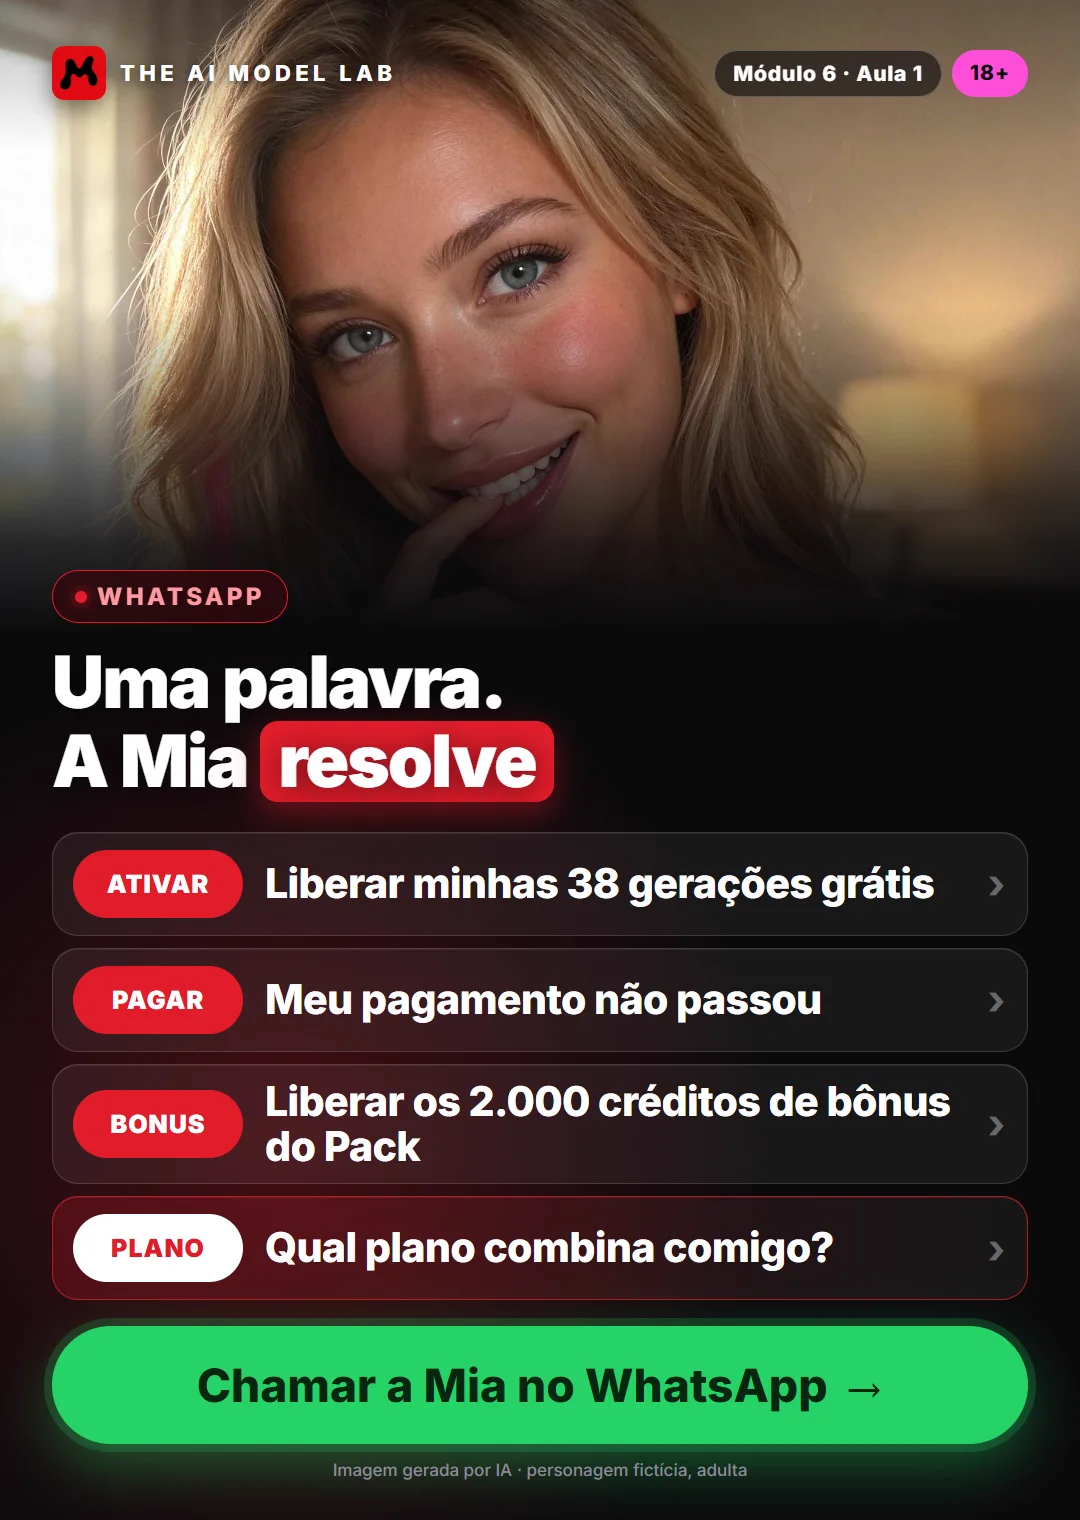 THE AI MODEL LAB
Módulo 6 · Aula 1
18+
WHATSAPP
Uma palavra.
A Mia resolve
ATIVAR
Liberar minhas 38 gerações grátis
PAGAR
Meu pagamento não passou
BONUS
Liberar os 2.000 créditos de bônus
do Pack
PLANO
Qual plano combina comigo?
Chamar a Mia no WhatsApp →
Imagem gerada por IA · personagem fictícia, adulta